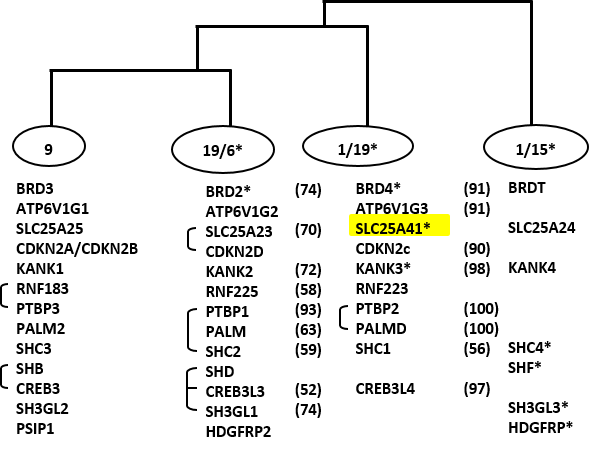 9 19/6* 1/19* 1/15*
BRD3 BRD2* (74) BRD4* (91) BRDT
ATP6V1G1 ATP6V1G2 ATP6V1G3 (91)
SLC25A25 SLC25A23 (70) SLC25A41* SLC25A24
CDKN2A/CDKN2B CDKN2D CDKN2c (90)
KANK1 KANK2 (72) KANK3* (98) KANK4
RNF183 RNF225 (58) RNF223
PTBP3 PTBP1 (93) PTBP2 (100)
PALM2 PALM (63) PALMD (100)
SHC3 SHC2 (59) SHC1 (56) SHC4*
SHB SHD SHF*
CREB3 CREB3L3 (52) CREB3L4 (97)
SH3GL2 SH3GL1 (74) SH3GL3*
PSIP1 HDGFRP2 HDGFRP*